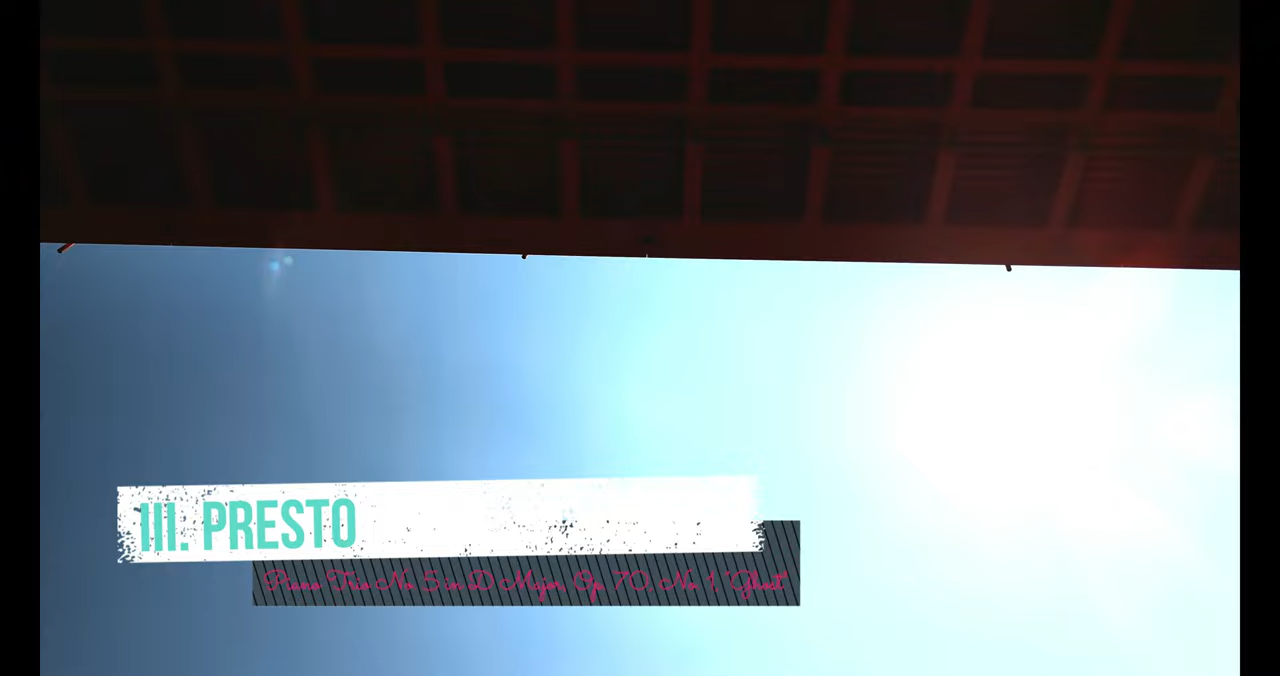 III. PRESTO
Piano Trio No 5 in D Major, Op. 70, No. 1, "Ghost"